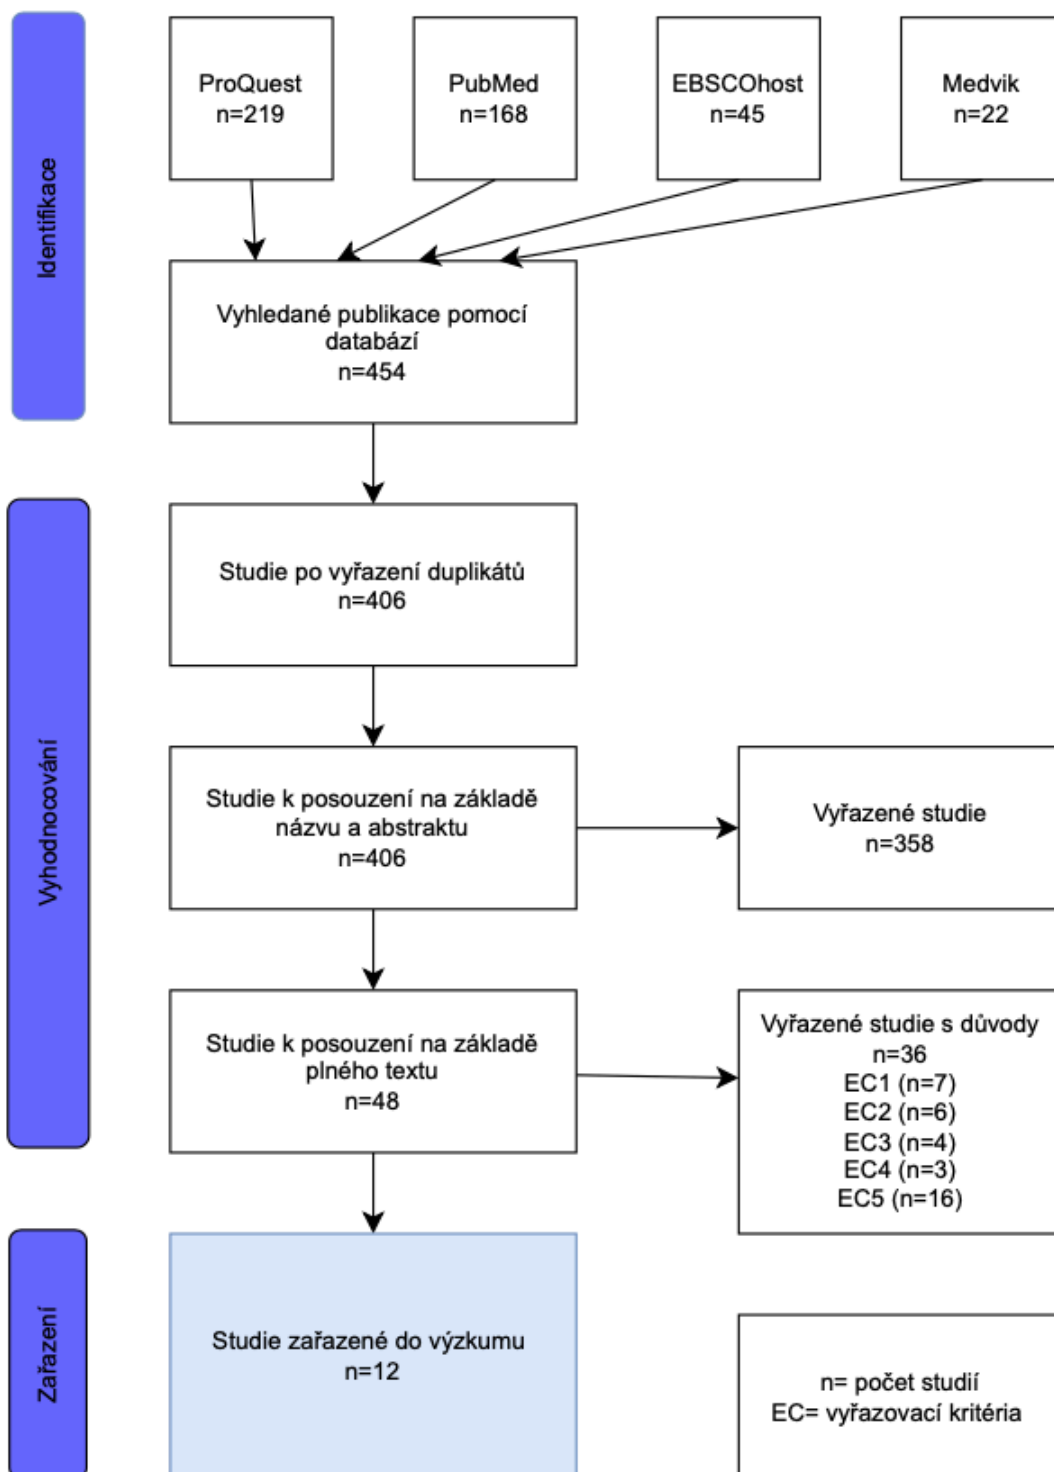 Identifikace
ProQuest
n=219
PubMed
n=168
EBSCOhost
n=45
Medvik
n=22
Vyhledané publikace pomocí
databází
n=454
Vyhodnocování
Studie po vyřazení duplikátů
n=406
Studie k posouzení na základě
názvu a abstraktu
n=406
Vyřazené studie
n=358
Studie k posouzení na základě
plného textu
n=48
Vyřazené studie s důvody
n=36
EC1 (n=7)
EC2 (n=6)
EC3 (n=4)
EC4 (n=3)
EC5 (n=16)
Zařazení
Studie zařazené do výzkumu
n=12
n= počet studií
EC= vyřazovací kritéria